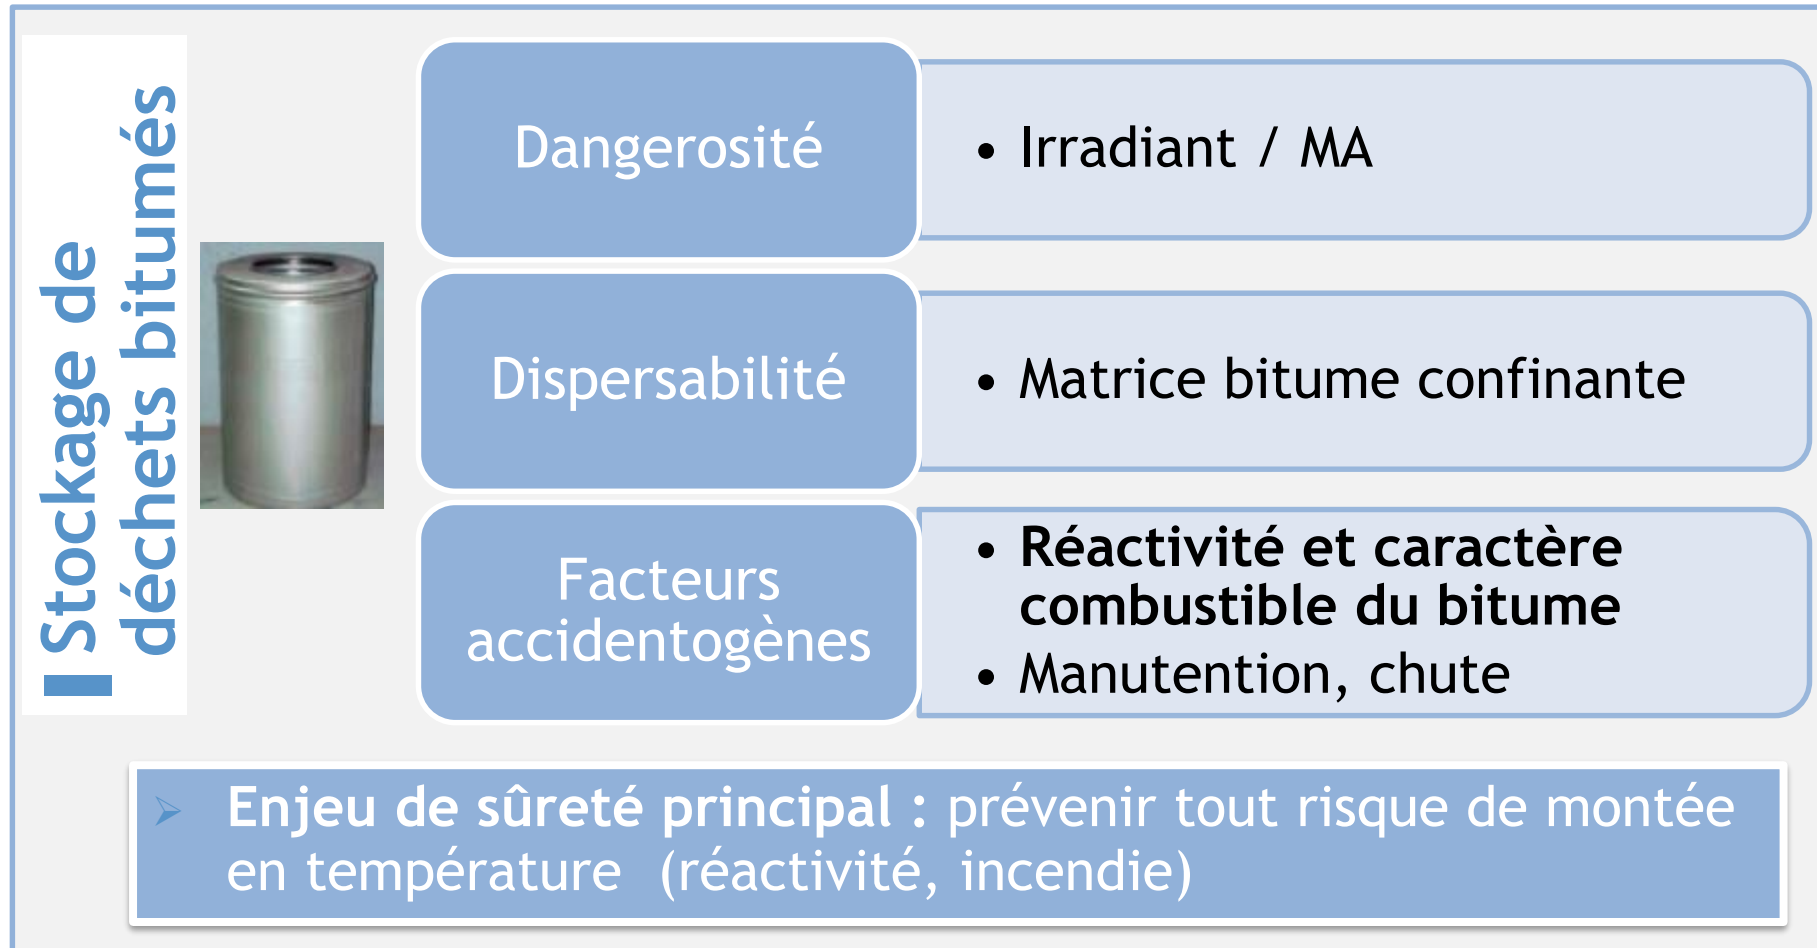 Stockage de
déchets bitumés
Dangerosité
• Irradiant / MA
Dispersabilité
• Matrice bitume confinante
Facteurs
accidentogènes
• Réactivité et caractère
combustible du bitume
• Manutention, chute
➢ Enjeu de sûreté principal : prévenir tout risque de montée
en température (réactivité, incendie)